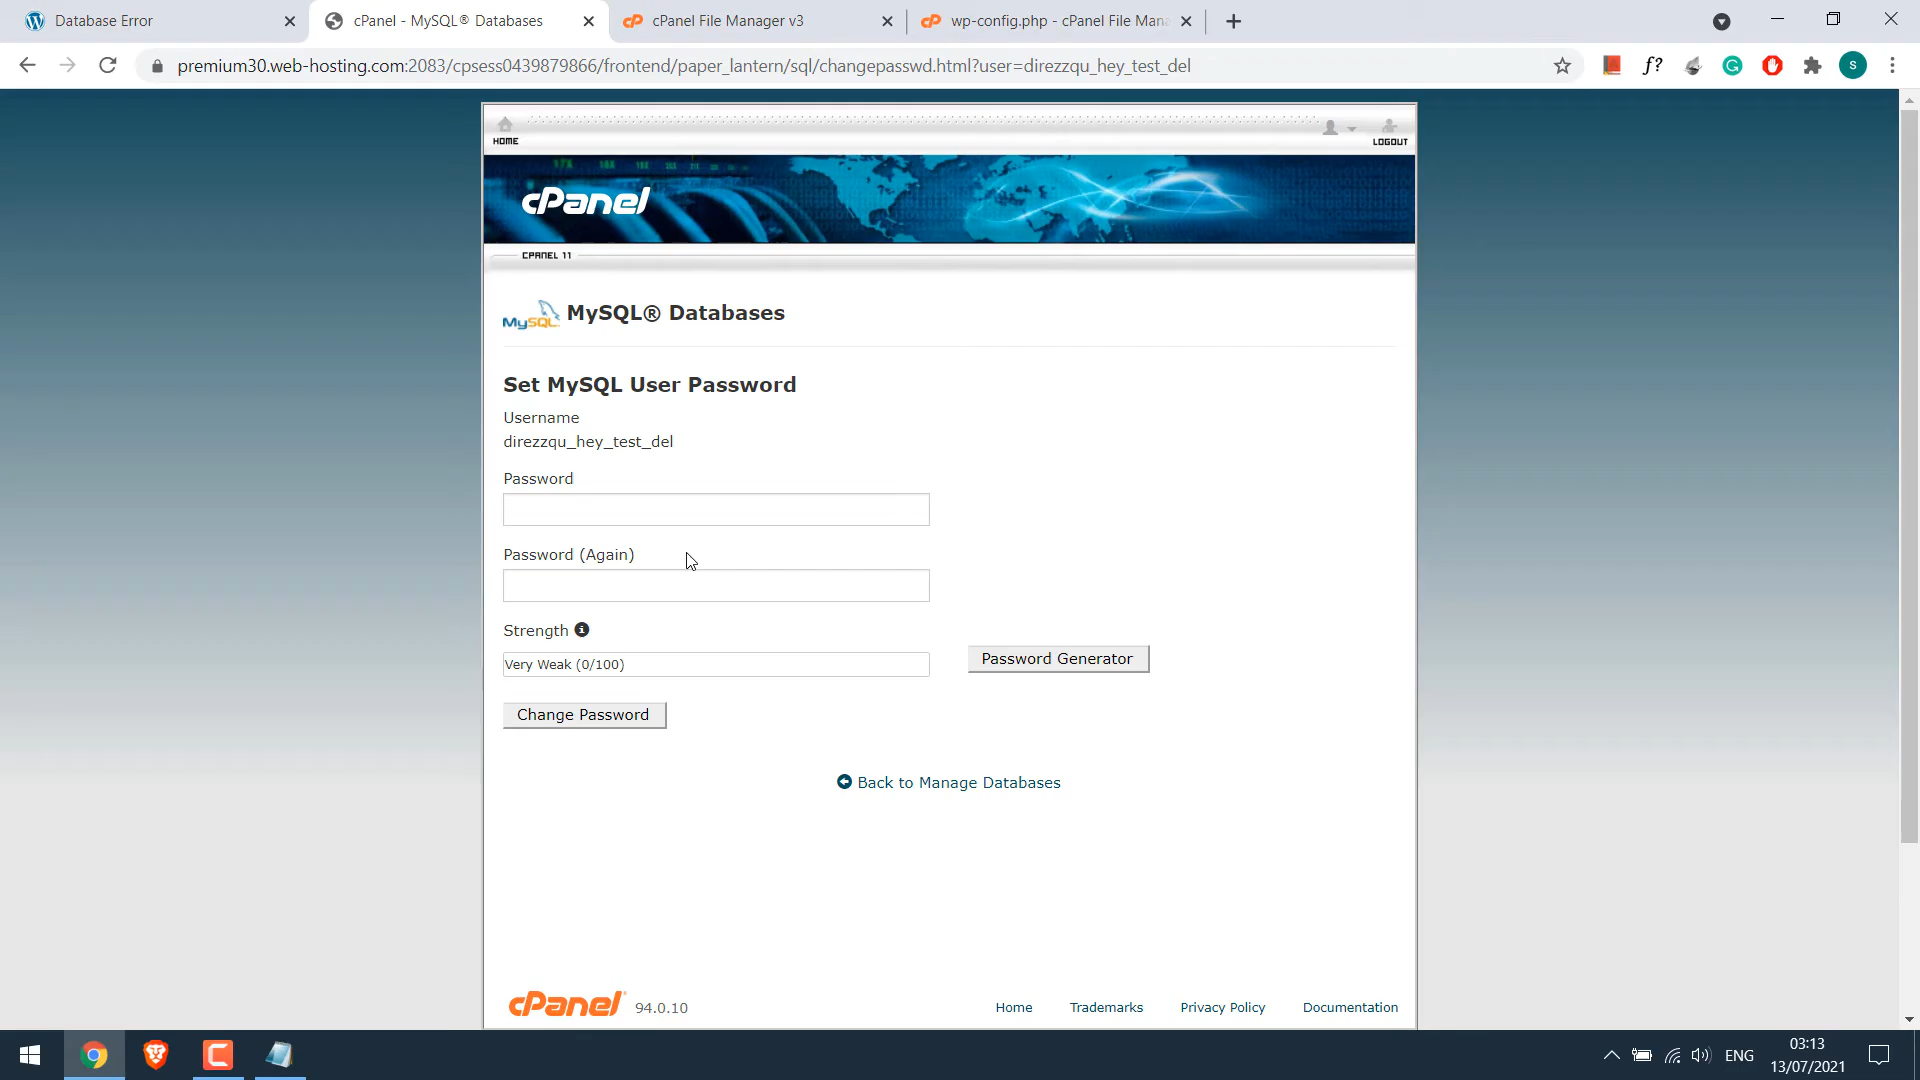 Database Error
cPanel - MySQL® Databases
cPanel File Manager v3
wp-config.php - cPanel File Man
premium30.web-hosting.com:2083/cpsess0439879866/frontend/paper_lantern/sql/changepasswd.html?user=direzzqu_hey_test_del
f?
S
HOME
LOGOUT
cPanel
CPANEL 11
MySQL MySQL® Databases
Set MySQL User Password
Username
direzzqu_hey_test_del
Password
Password (Again)
Strength
Very Weak (0/100)
Password Generator
Change Password
Back to Manage Databases
cPanel 94.0.10
Home
Trademarks
Privacy Policy
Documentation
ENG
03:13
13/07/2021